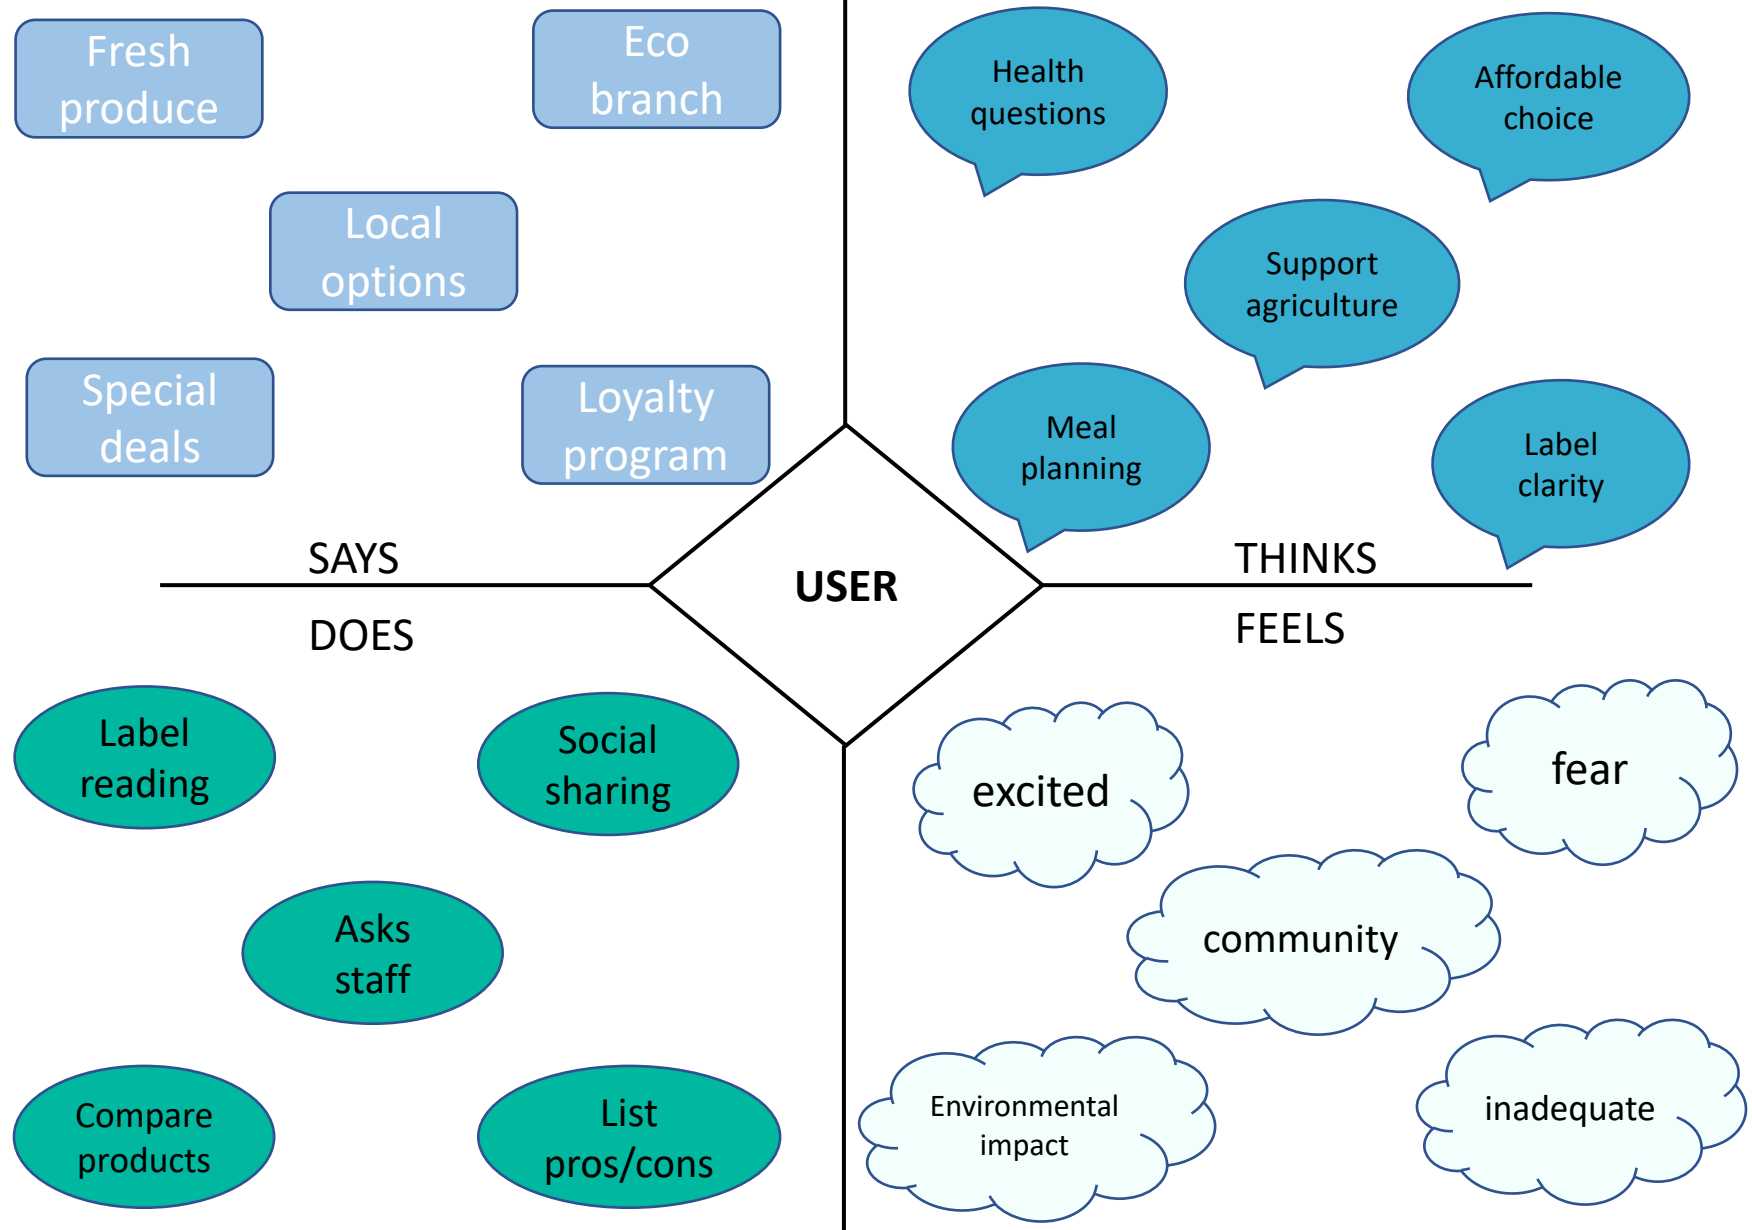 Fresh
produce
Eco
branch
Local
options
Special
deals
Loyalty
program
SAYS
Health
questions
Affordable
choice
Support
agriculture
Meal
planning
Label
clarity
THINKS
USER
DOES
Label
reading
Social
sharing
Asks
staff
Compare
products
List
pros/cons
FEELS
excited
fear
community
Environmental
impact
inadequate